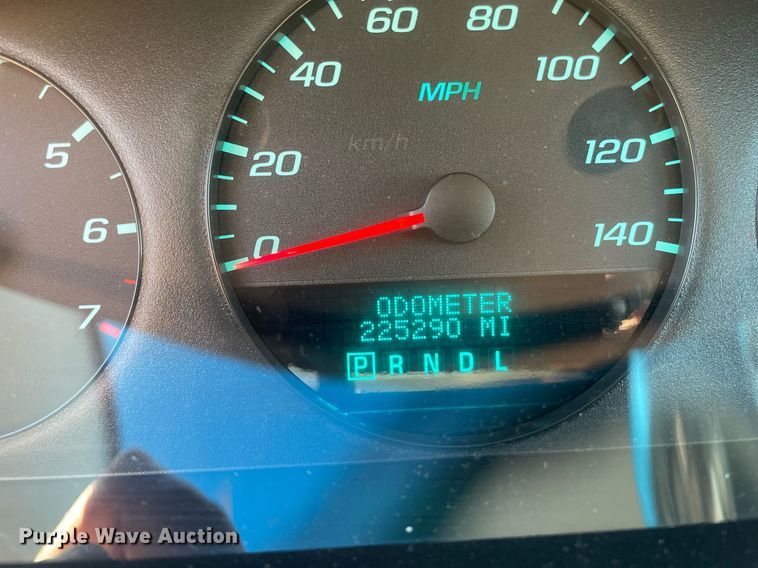 60 80
40 100
MPH
km/h
5 20 120
6 0 140
7
ODOMETER
225290 MI
P R N D L
Purple Wave Auction